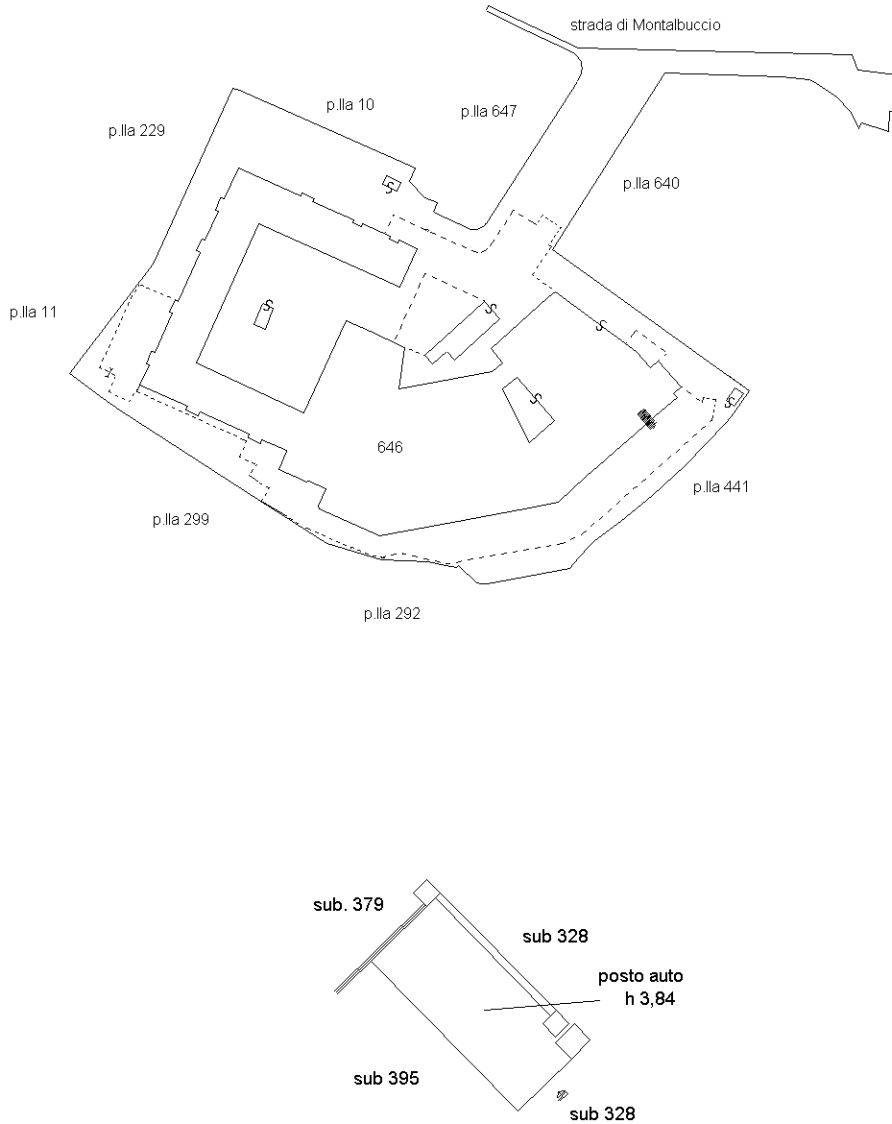 strada di Montalbuccio
p.lla 10
p.lla 647
p.lla 229
p.lla 640
p.lla 11
S
S
S
S
S
S
646
p.lla 441
p.lla 299
p.lla 292
sub. 379
sub 328
posto auto
h 3,84
sub 395
sub 328